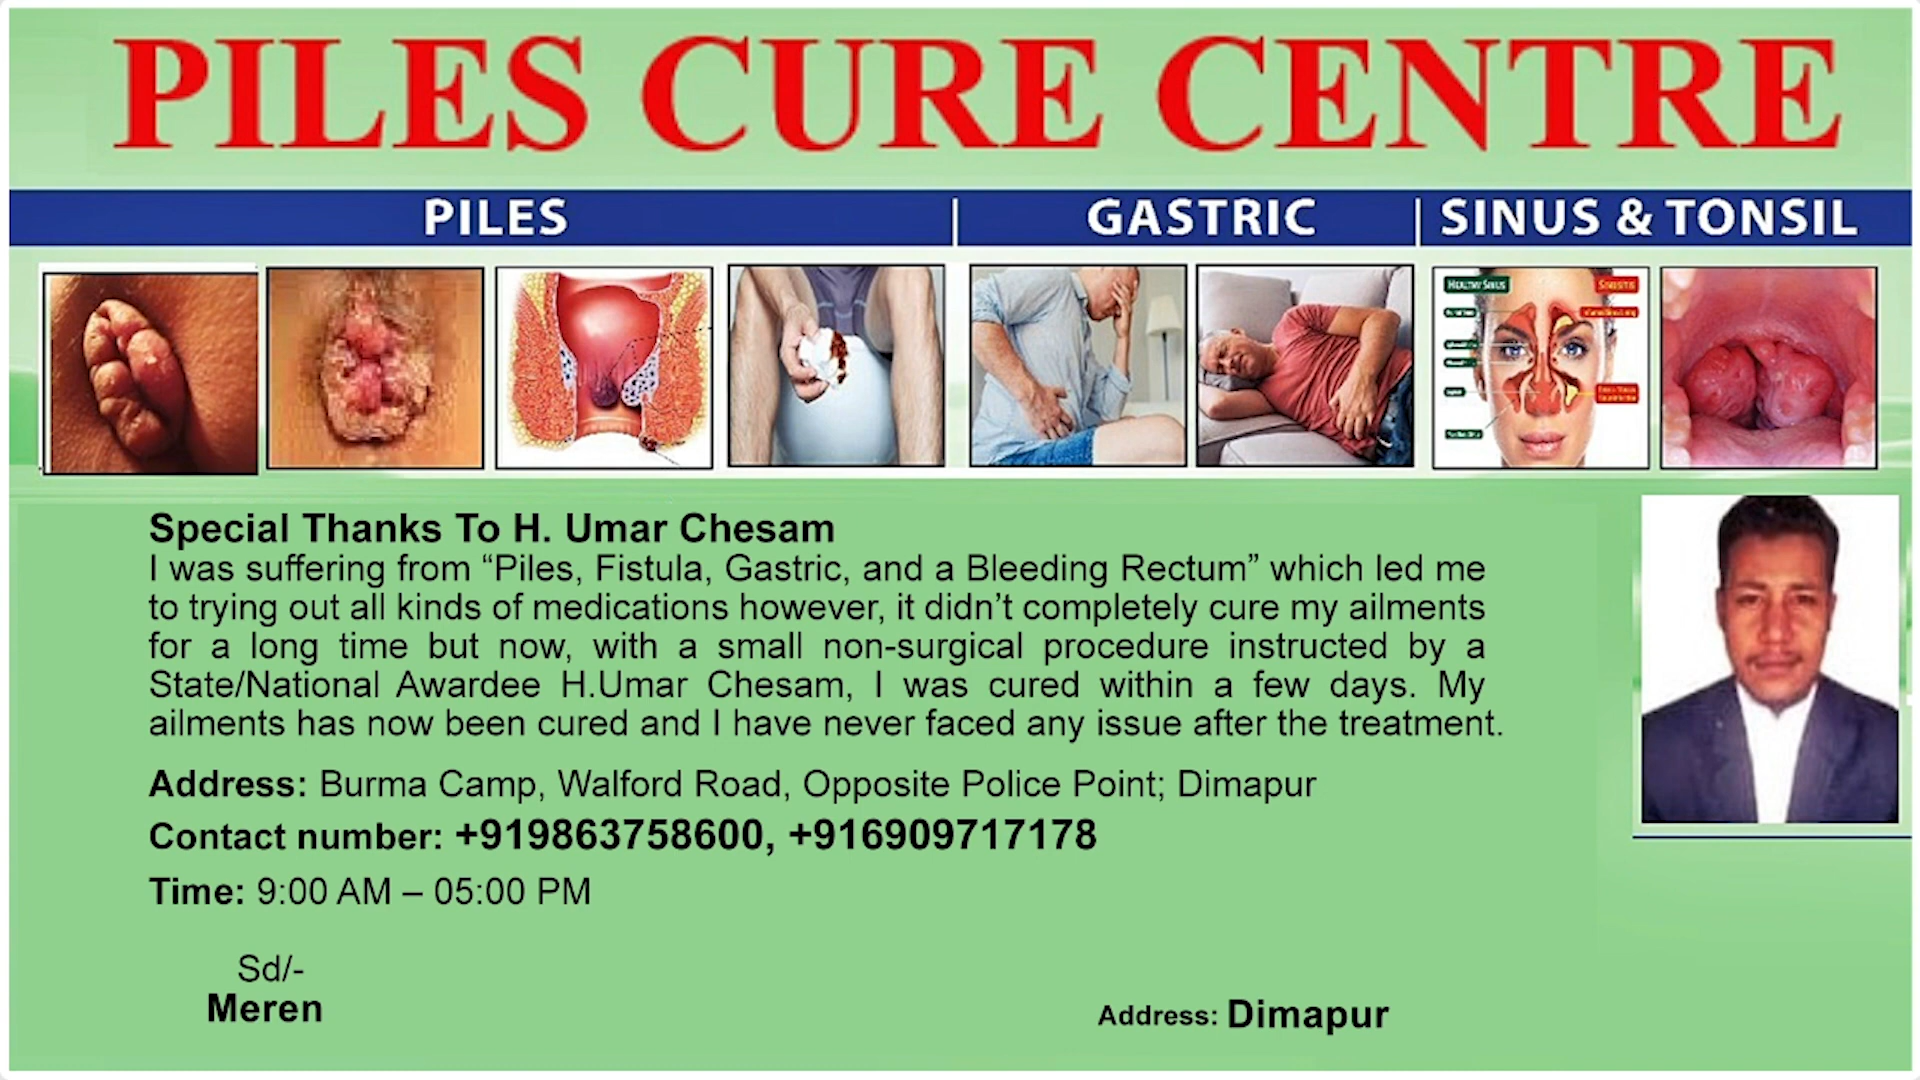 PILES CURE CENTRE
PILES | GASTRIC | SINUS & TONSIL
HEALTHY SINUS
SINUSITIS
Special Thanks To H. Umar Chesam
I was suffering from “Piles, Fistula, Gastric, and a Bleeding Rectum” which led me
to trying out all kinds of medications however, it didn’t completely cure my ailments
for a long time but now, with a small non-surgical procedure instructed by a
State/National Awardee H.Umar Chesam, I was cured within a few days. My
ailments has now been cured and I have never faced any issue after the treatment.
Address: Burma Camp, Walford Road, Opposite Police Point; Dimapur
Contact number: +919863758600, +916909717178
Time: 9:00 AM – 05:00 PM
Sd/-
Meren
Address: Dimapur